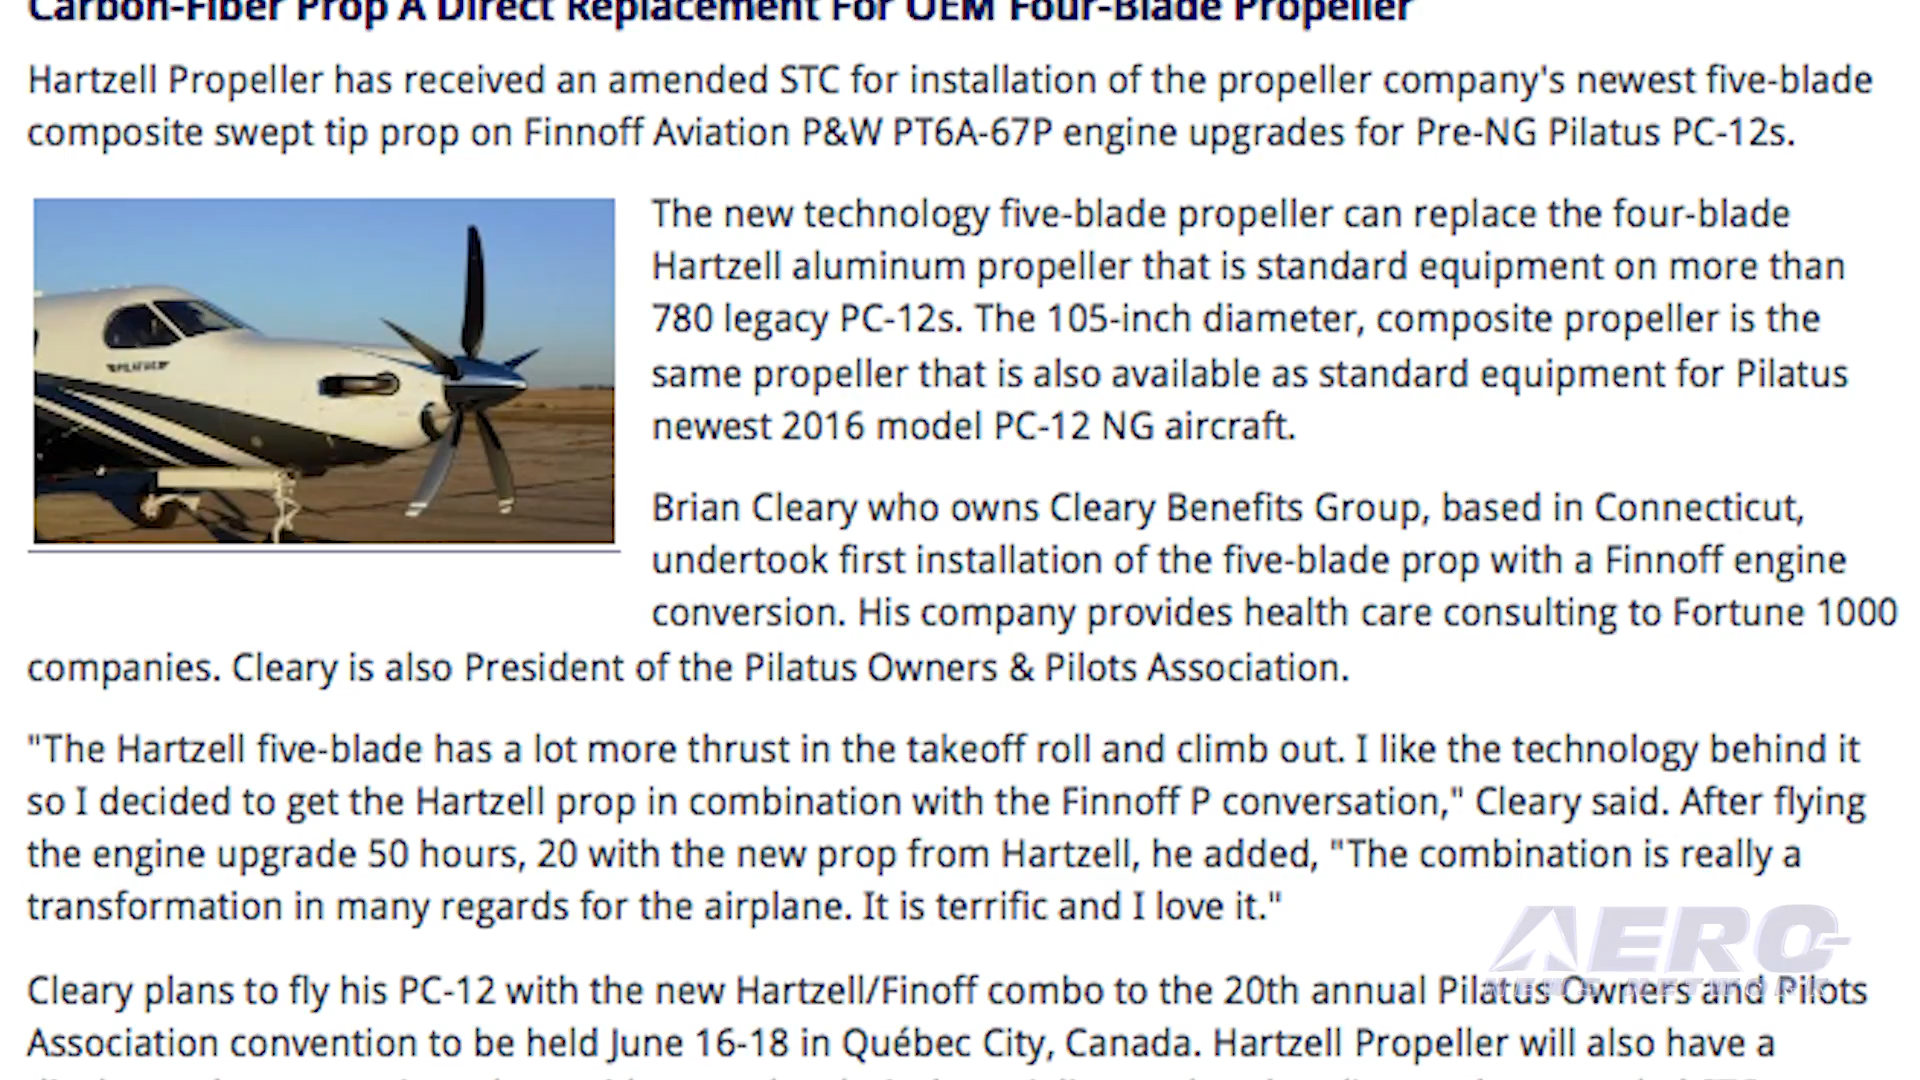 Carbon-Fiber Prop A Direct Replacement For OEM Four-Blade Propeller
Hartzell Propeller has received an amended STC for installation of the propeller company's newest five-blade
composite swept tip prop on Finnoff Aviation P&W PT6A-67P engine upgrades for Pre-NG Pilatus PC-12s.
The new technology five-blade propeller can replace the four-blade
Hartzell aluminum propeller that is standard equipment on more than
780 legacy PC-12s. The 105-inch diameter, composite propeller is the
same propeller that is also available as standard equipment for Pilatus
newest 2016 model PC-12 NG aircraft.
PILATUS
Brian Cleary who owns Cleary Benefits Group, based in Connecticut,
undertook first installation of the five-blade prop with a Finnoff engine
conversion. His company provides health care consulting to Fortune 1000
companies. Cleary is also President of the Pilatus Owners & Pilots Association.
"The Hartzell five-blade has a lot more thrust in the takeoff roll and climb out. I like the technology behind it
so I decided to get the Hartzell prop in combination with the Finnoff P conversation," Cleary said. After flying
the engine upgrade 50 hours, 20 with the new prop from Hartzell, he added, "The combination is really a
transformation in many regards for the airplane. It is terrific and I love it."
Cleary plans to fly his PC-12 with the new Hartzell/Finoff combo to the 20th annual Pilatus Owners and Pilots
Association convention to be held June 16-18 in Québec City, Canada. Hartzell Propeller will also have a
AERO-
NEWS NETWORK